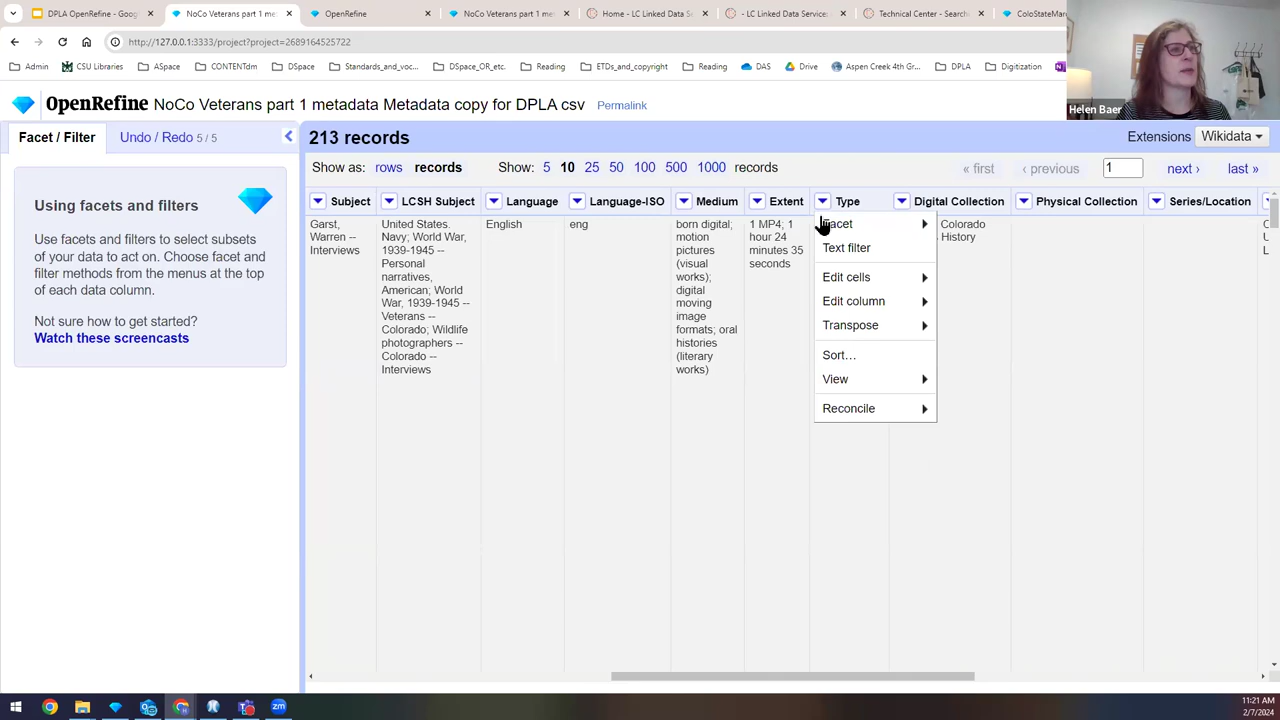 DPLA OpenRefine - Goog
NoCo Veterans part 1 met
OpenRefine
NoCo Veterans part 1 me
Home - LC Linked Data Se
- LC Linked Data Services
Technical Center - Search
ColoStateMan
http://127.0.0.1:3333/project?project=2689164525722
Admin
CSU Libraries
ASpace
CONTENTdm
DSpace
Standards_and_voc...
DSpace_OR_etc.
Reading
ETDs_and_copyright
Reading
DAS
Drive
Aspen Creek 4th Gr...
DPLA
Digitization
Helen Baer
OpenRefine NoCo Veterans part 1 metadata Metadata copy for DPLA csv Permalink
Facet / Filter
Undo / Redo 5 / 5
213 records
Extensions Wikidata
Show as: rows records Show: 5 10 25 50 100 500 1000 records
« first ‹ previous 1 next › last »
Subject
LCSH Subject
Language
Language-ISO
Medium
Extent
Type
Digital Collection
Physical Collection
Series/Location
Using facets and filters
Use facets and filters to select subsets
of your data to act on. Choose facet and
filter methods from the menus at the top
of each data column.
Not sure how to get started?
Watch these screencasts
Garst,
Warren --
Interviews
United States.
Navy; World War,
1939-1945 --
Personal
narratives,
American; World
War, 1939-1945 --
Veterans --
Colorado; Wildlife
photographers --
Colorado --
Interviews
English
eng
born digital;
motion
pictures
(visual
works);
digital
moving
image
formats; oral
histories
(literary
works)
1 MP4; 1
hour 24
minutes 35
seconds
Facet
Text filter
Edit cells
Edit column
Transpose
Sort...
View
Reconcile
Colorado
History
11:21 AM
2/7/2024